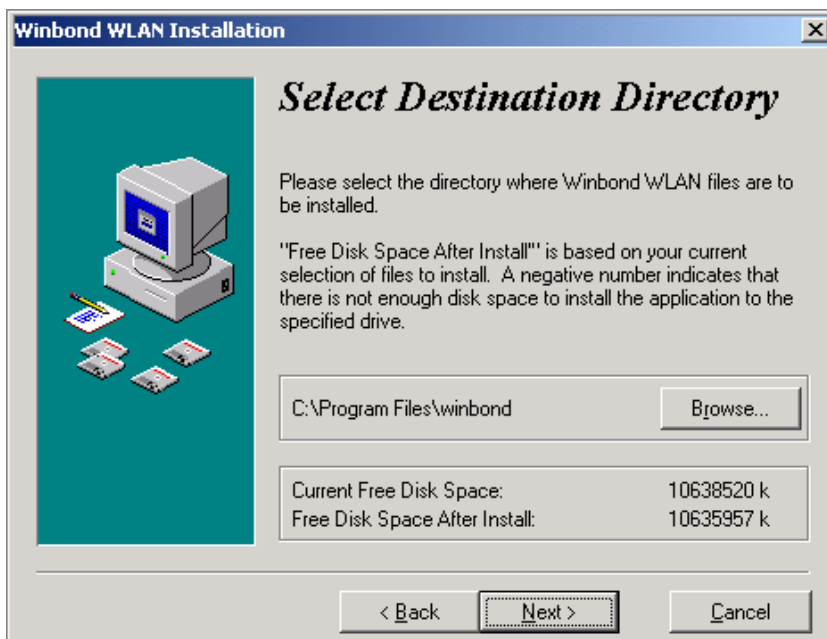 Winbond WLAN Installation
Select Destination Directory
Please select the directory where Winbond WLAN files are to
be installed.
"Free Disk Space After Install'" is based on your current
selection of files to install.  A negative number indicates that
there is not enough disk space to install the application to the
specified drive.
C:\Program Files\winbond
Browse...
Current Free Disk Space: 10638520 k
Free Disk Space After Install: 10635957 k
< Back
Next >
Cancel